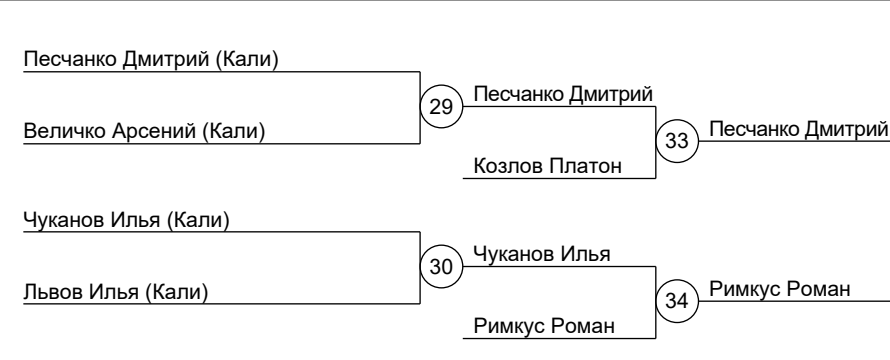 Песчанко Дмитрий (Кали)
29
Песчанко Дмитрий
Величко Арсений (Кали)
33
Песчанко Дмитрий
Козлов Платон
Чуканов Илья (Кали)
30
Чуканов Илья
Львов Илья (Кали)
34
Римкус Роман
Римкус Роман